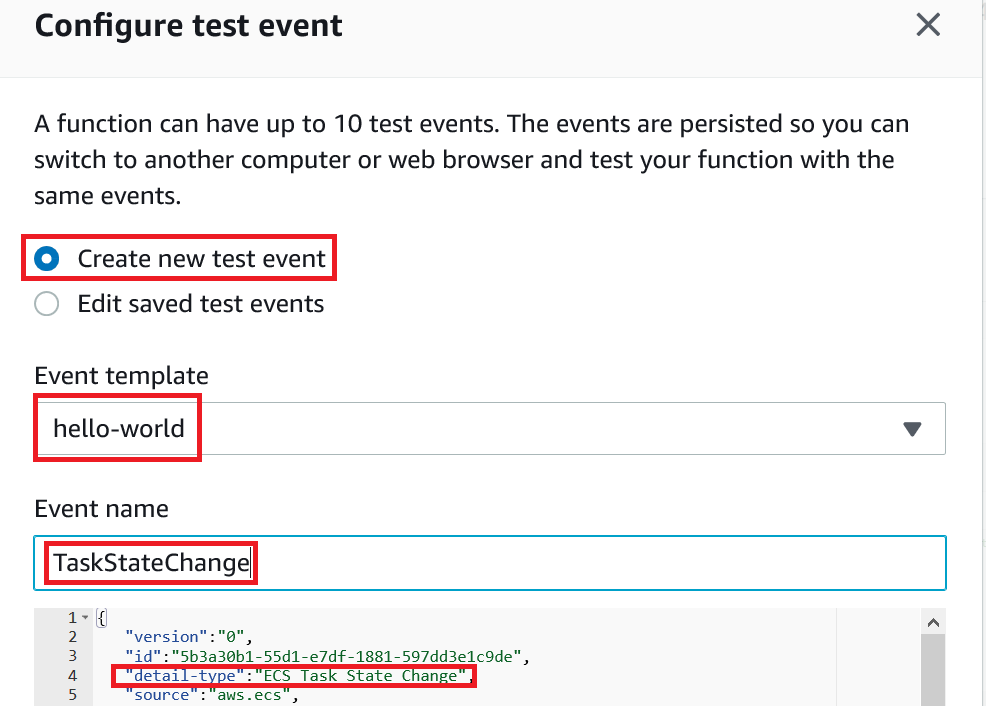 Configure test event
A function can have up to 10 test events. The events are persisted so you can
switch to another computer or web browser and test your function with the
same events.
Create new test event
Edit saved test events
Event template
hello-world
Event name
TaskStateChange
1 {
2 "version":"0",
3 "id":"5b3a30b1-55d1-e7df-1881-597dd3e1c9de",
4 "detail-type":"ECS Task State Change",
5 "source":"aws.ecs",